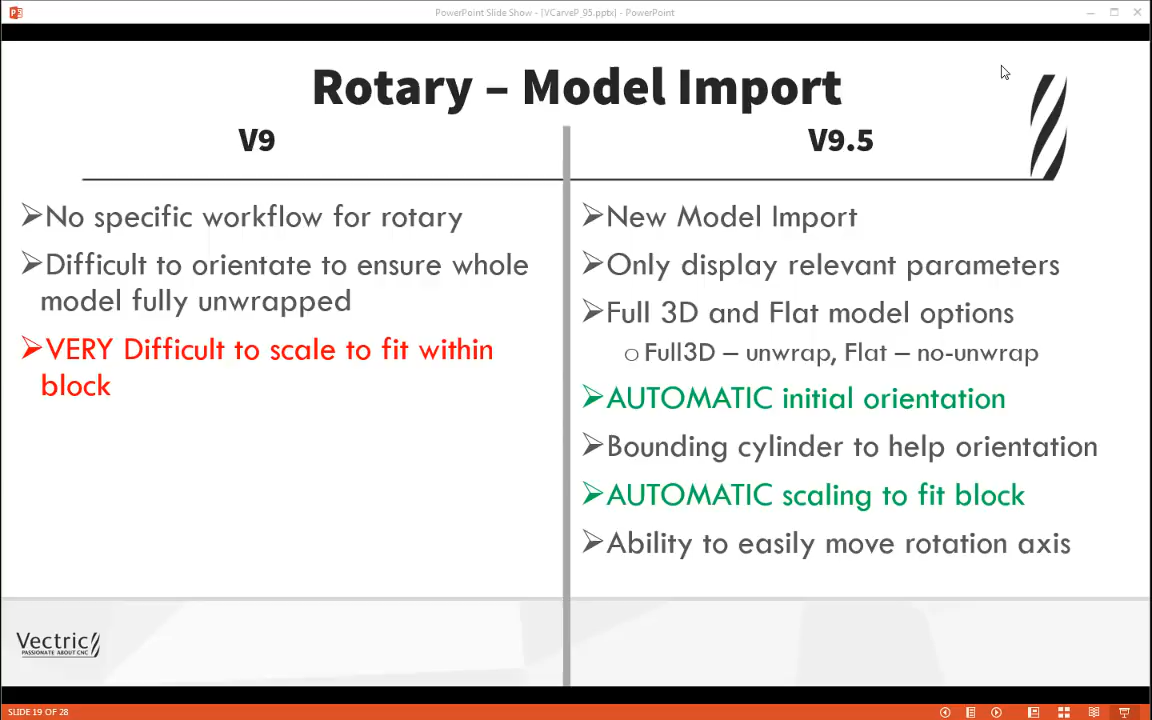 PowerPoint Slide Show - [VCarveP_95.pptx] - PowerPoint
Rotary – Model Import
V9
No specific workflow for rotary
Difficult to orientate to ensure whole
model fully unwrapped
VERY Difficult to scale to fit within
block
V9.5
New Model Import
Only display relevant parameters
Full 3D and Flat model options
Full3D – unwrap, Flat – no-unwrap
AUTOMATIC initial orientation
Bounding cylinder to help orientation
AUTOMATIC scaling to fit block
Ability to easily move rotation axis
Vectric
PASSIONATE ABOUT CNC
SLIDE 19 OF 28